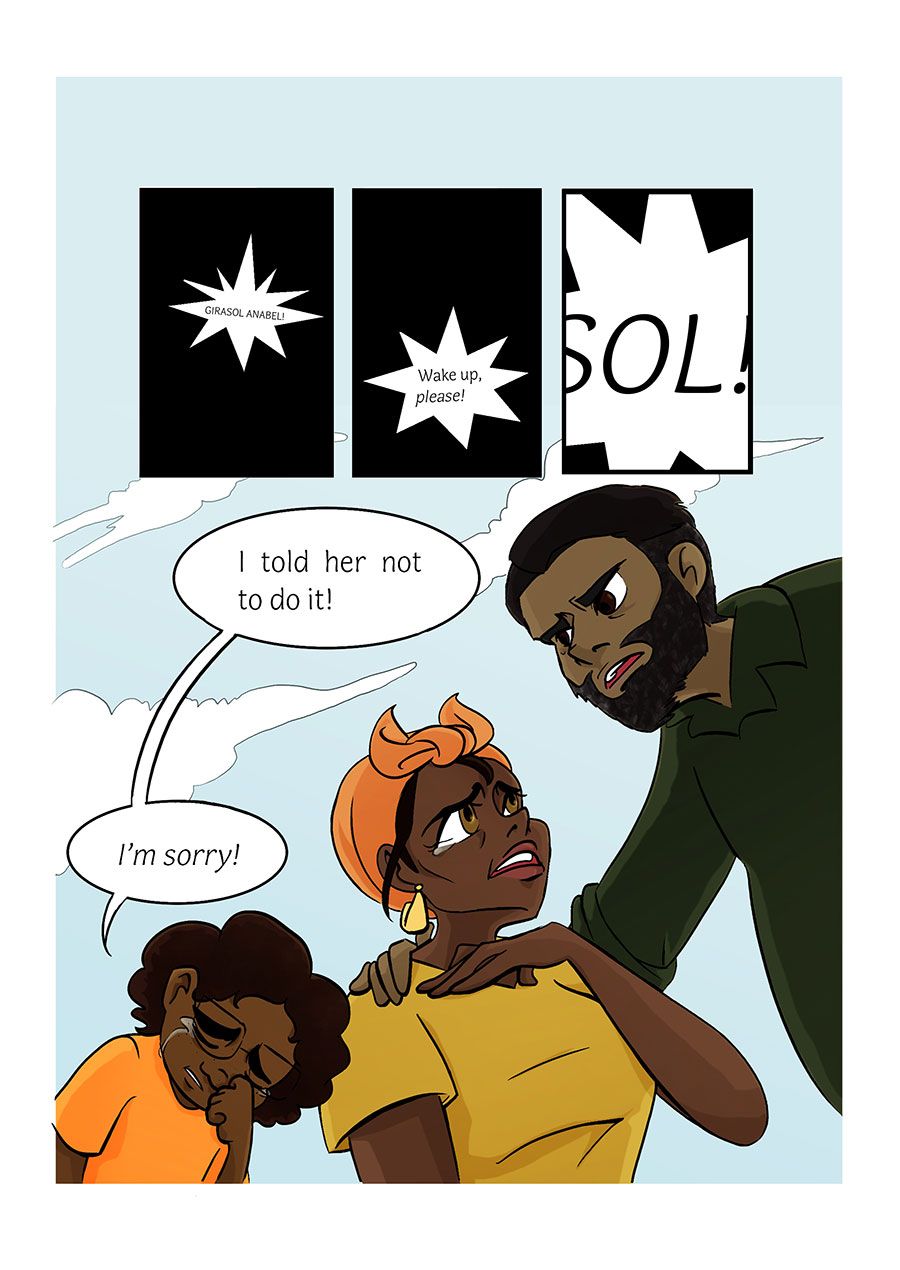 GIRASOL ANABEL!
Wake up,
please!
SOL!
I told her not
to do it!
I'm sorry!